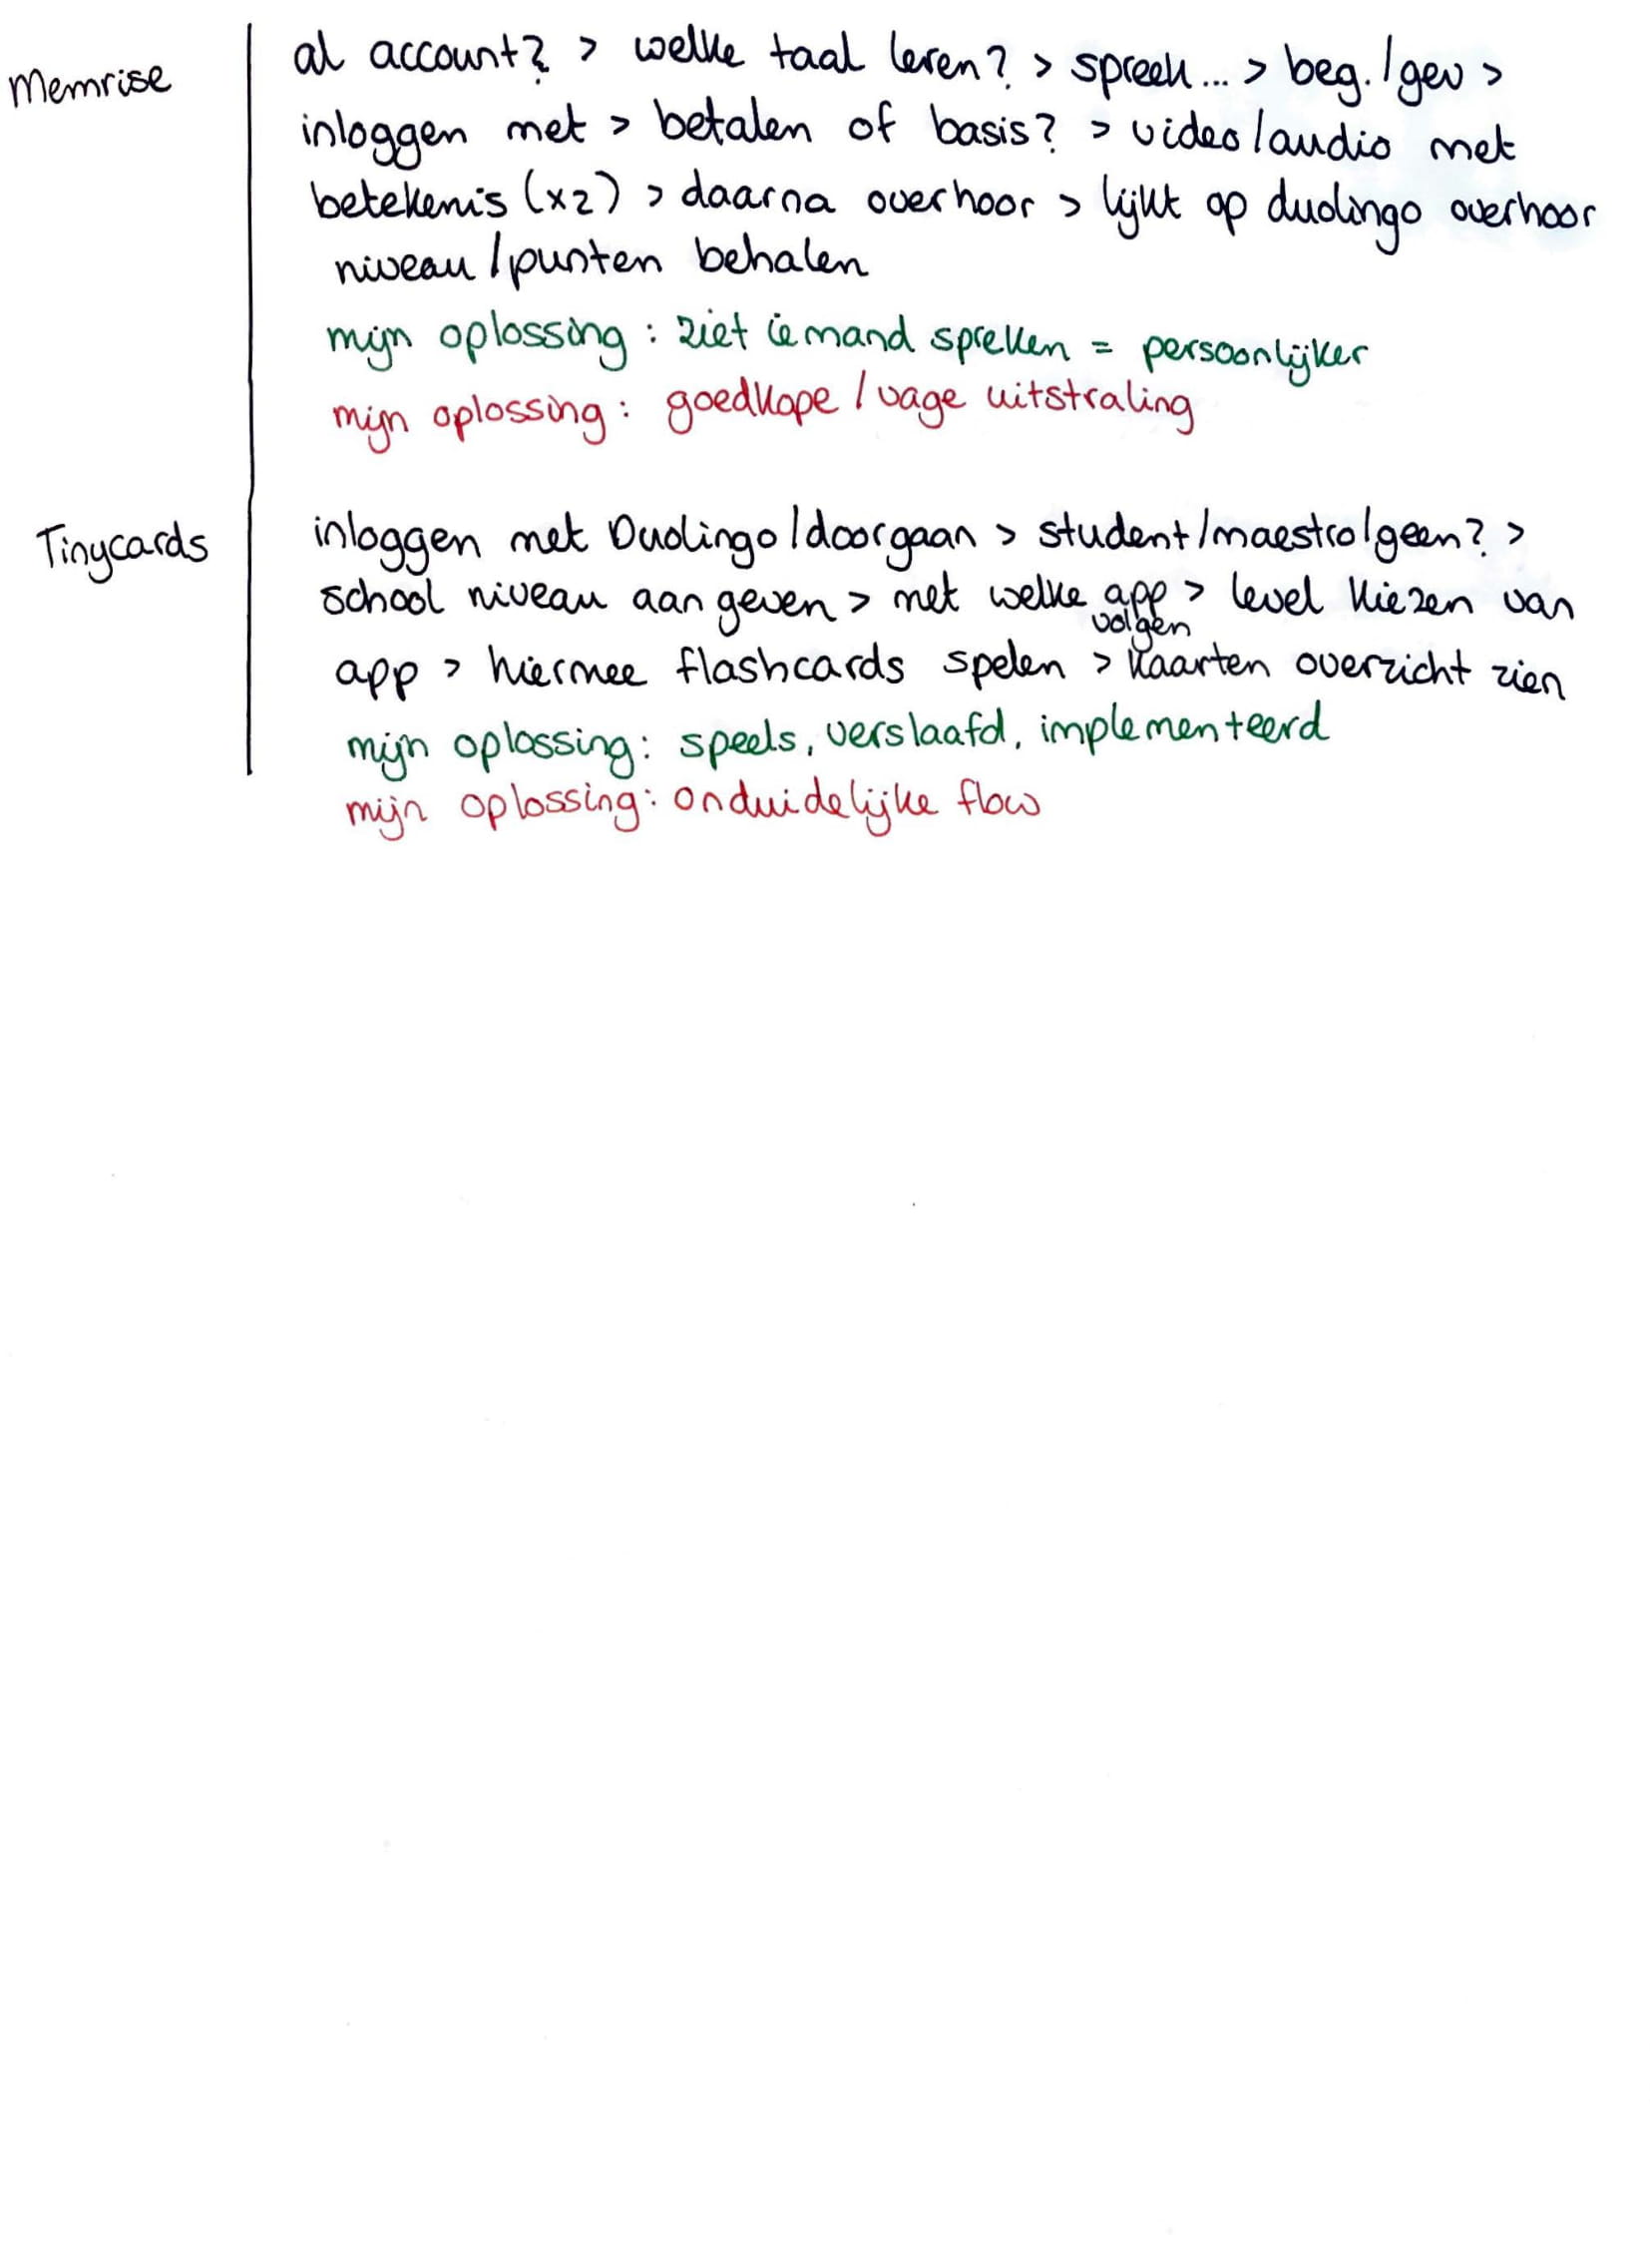 Memrise
al account? > welke taal leren? > spreek... > beg./gev >
inloggen met > betalen of basis? > video/audio met
betekenis (x2) > daarna overhoor > lijkt op duolingo overhoor
niveau/punten behalen
mijn oplossing: ziet iemand spreken = persoonlijker
mijn oplossing: goedkope/vage uitstraling
Tinycards
inloggen met Duolingo/doorgaan > student/maestro/geen? >
school niveau aangeven > met welke app > level kiezen van
volgen
app > hiermee flashcards spelen > kaarten overzicht zien
mijn oplossing: speels, verslaafd, implementeerd
mijn oplossing: onduidelijke flow